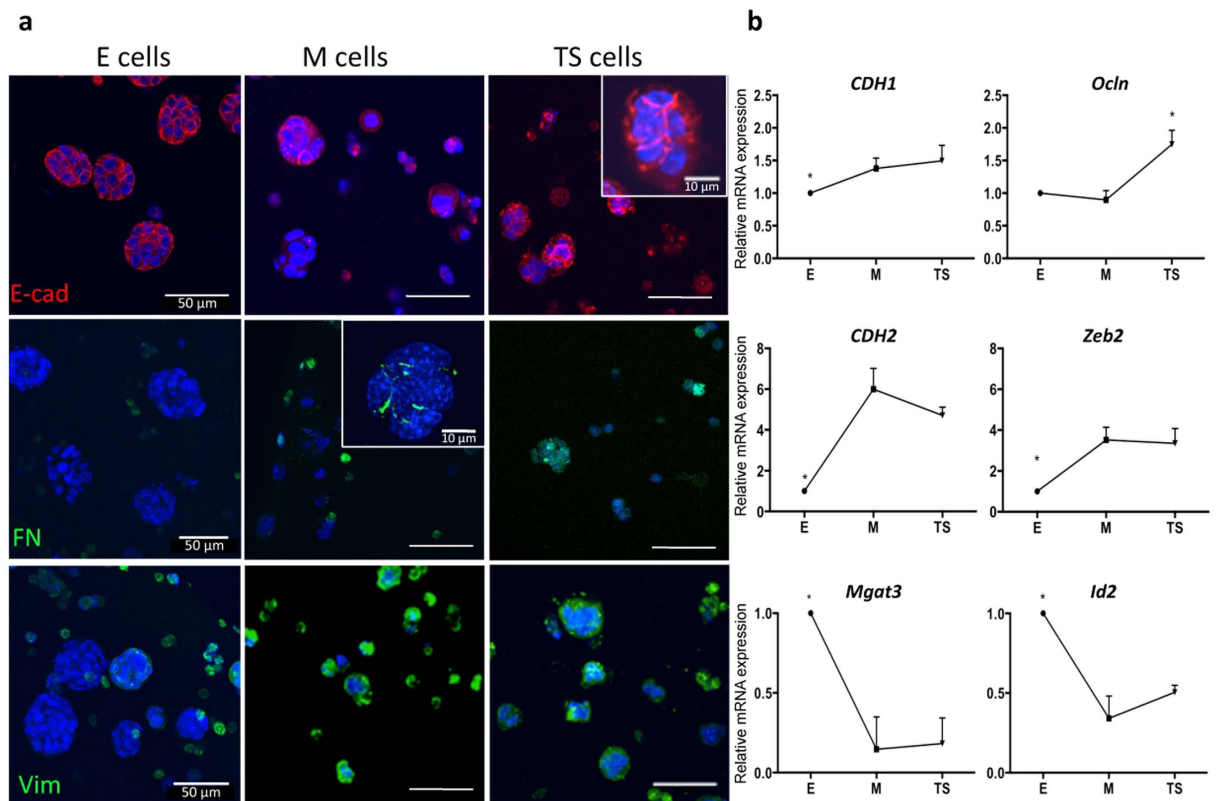 a
b
E cells
M cells
TS cells
E-cad
50 µm
10 µm
FN
50 µm
10 µm
Vim
50 µm
CDH1
Relative mRNA expression
2.5
2.0
1.5
1.0
0.5
0.0
*
E
M
TS
Ocln
2.5
2.0
1.5
1.0
0.5
0.0
*
E
M
TS
CDH2
Relative mRNA expression
8
6
4
2
0
*
E
M
TS
Zeb2
8
6
4
2
0
*
E
M
TS
Mgat3
Relative mRNA expression
1.0
0.5
0.0
*
E
M
TS
Id2
1.0
0.5
0.0
*
E
M
TS